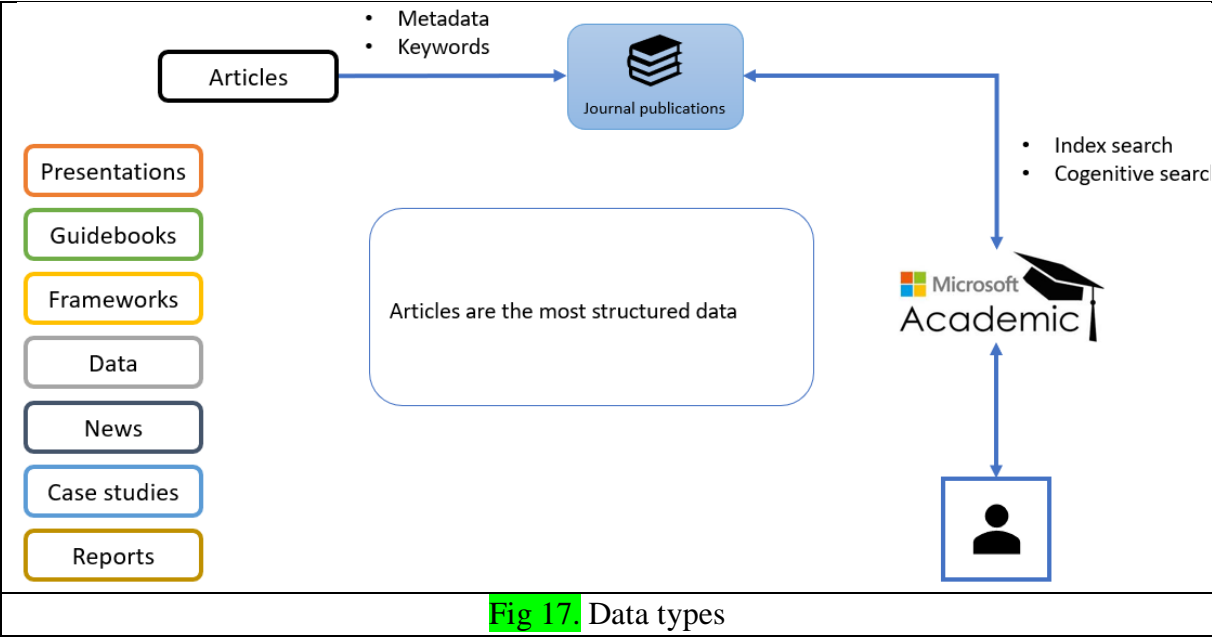 Metadata
Keywords
Articles
Journal publications
Index search
Cogenitive searc
Presentations
Guidebooks
Frameworks
Data
News
Case studies
Reports
Articles are the most structured data
Microsoft
Academic
Fig 17. Data types